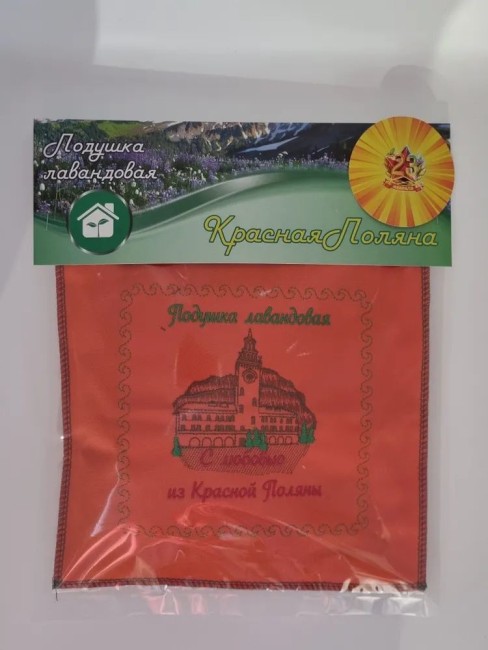 Подушка
лавандовая
Красная Поляна
Подушка лавандовая
С любовью
из Красной Поляны